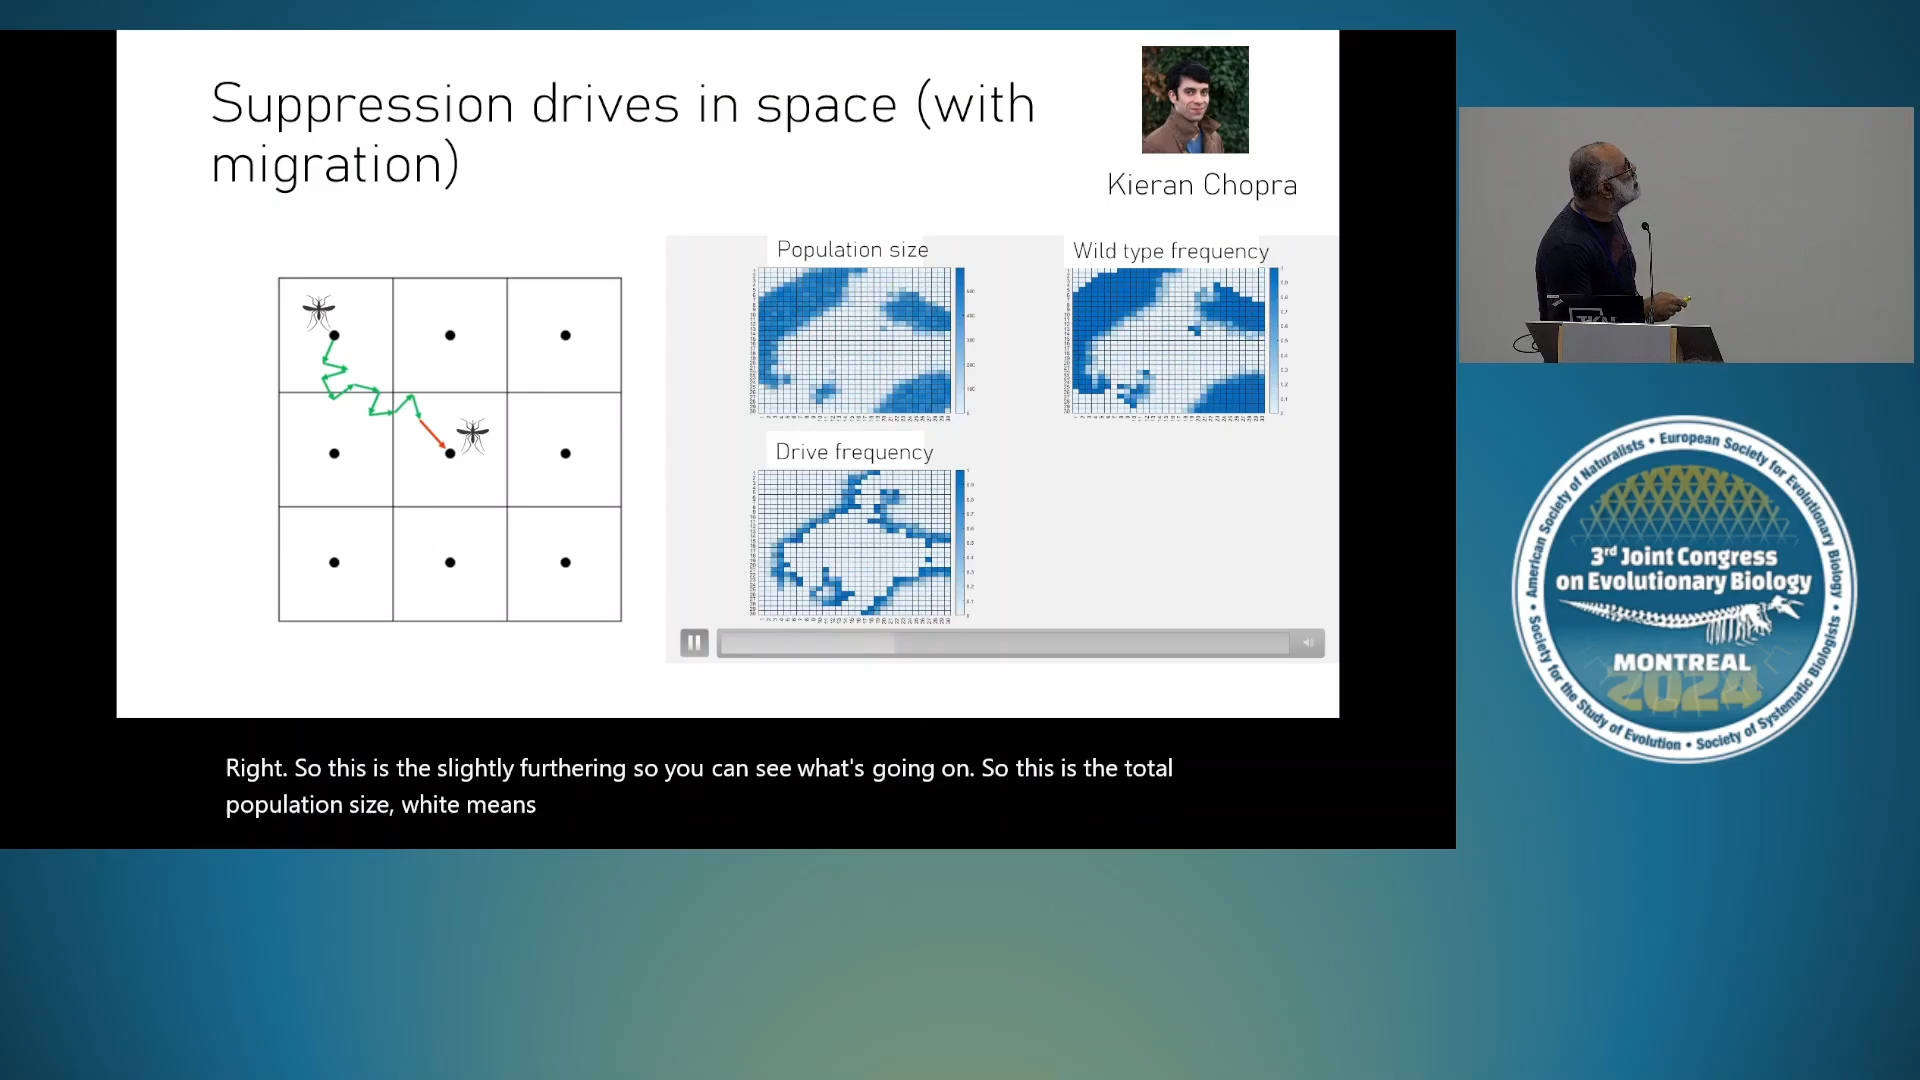 Suppression drives in space (with
migration)
Kieran Chopra
Population size
Wild type frequency
Drive frequency
Right. So this is the slightly furthering so you can see what's going on. So this is the total
population size, white means
American Society of Naturalists • European Society for Evolutionary Biology •
3rd Joint Congress
on Evolutionary Biology
MONTREAL
2024
Society for the Study of Evolution • Society of Systematic Biologists •